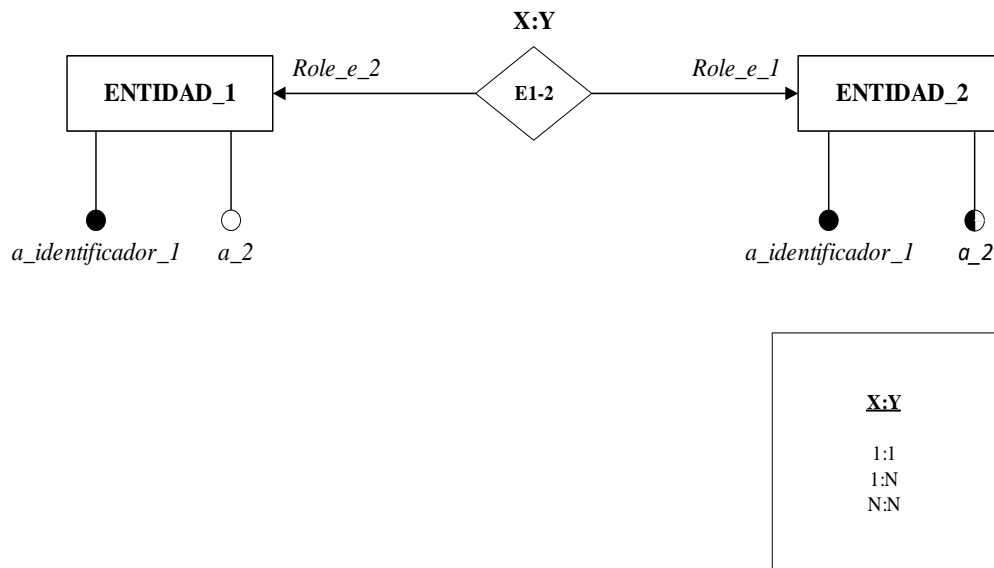 X:Y
Role_e_2 Role_e_1
ENTIDAD_1 E1-2 ENTIDAD_2
a_identificador_1 a_2 a_identificador_1 a_2
X:Y
1:1
1:N
N:N